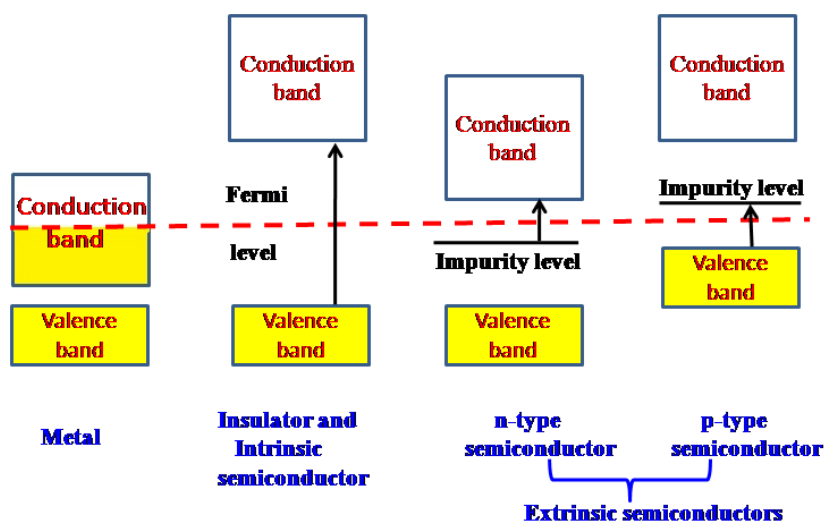 Conduction
band
Valence
band
Metal
Conduction
band
Fermi
level
Valence
band
Insulator and
Intrinsic
semiconductor
Conduction
band
Impurity level
Valence
band
n-type
semiconductor
Conduction
band
Impurity level
Valence
band
p-type
semiconductor
Extrinsic semiconductors